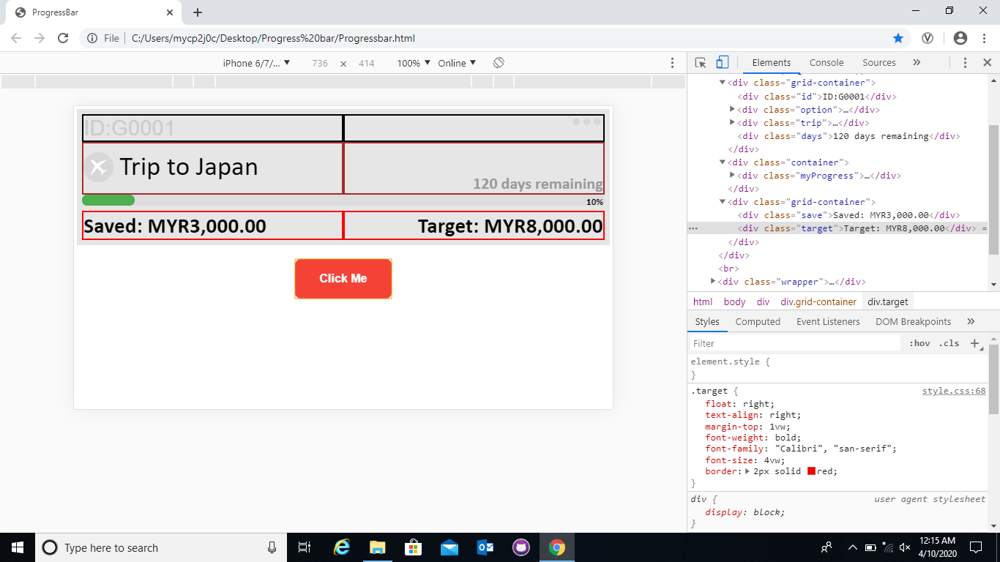 ProgressBar
File C:/Users/mycp2j0c/Desktop/Progress%20bar/Progressbar.html
iPhone 6/7/... 736 × 414 100% Online
Elements Console Sources »
<div class="grid-container">
<div class="id">ID:G0001</div>
<div class="option">…</div>
<div class="trip">…</div>
<div class="days">120 days remaining</div>
</div>
<div class="container">
<div class="myProgress">…</div>
</div>
<div class="grid-container">
<div class="save">Saved: MYR3,000.00</div>
<div class="target">Target: MYR8,000.00</div> =
</div>
</div>
<br>
<div class="wrapper">…</div>
html body div div.grid-container div.target
Styles Computed Event Listeners DOM Breakpoints »
Filter :hov .cls +
element.style {
}
.target { style.css:68
float: right;
text-align: right;
margin-top: 1vw;
font-weight: bold;
font-family: "Calibri", "san-serif";
font-size: 4vw;
border: 2px solid red;
}
div { user agent stylesheet
display: block;
}
ID:G0001
Trip to Japan
120 days remaining
10%
Saved: MYR3,000.00 Target: MYR8,000.00
Click Me
Type here to search
12:15 AM
4/10/2020